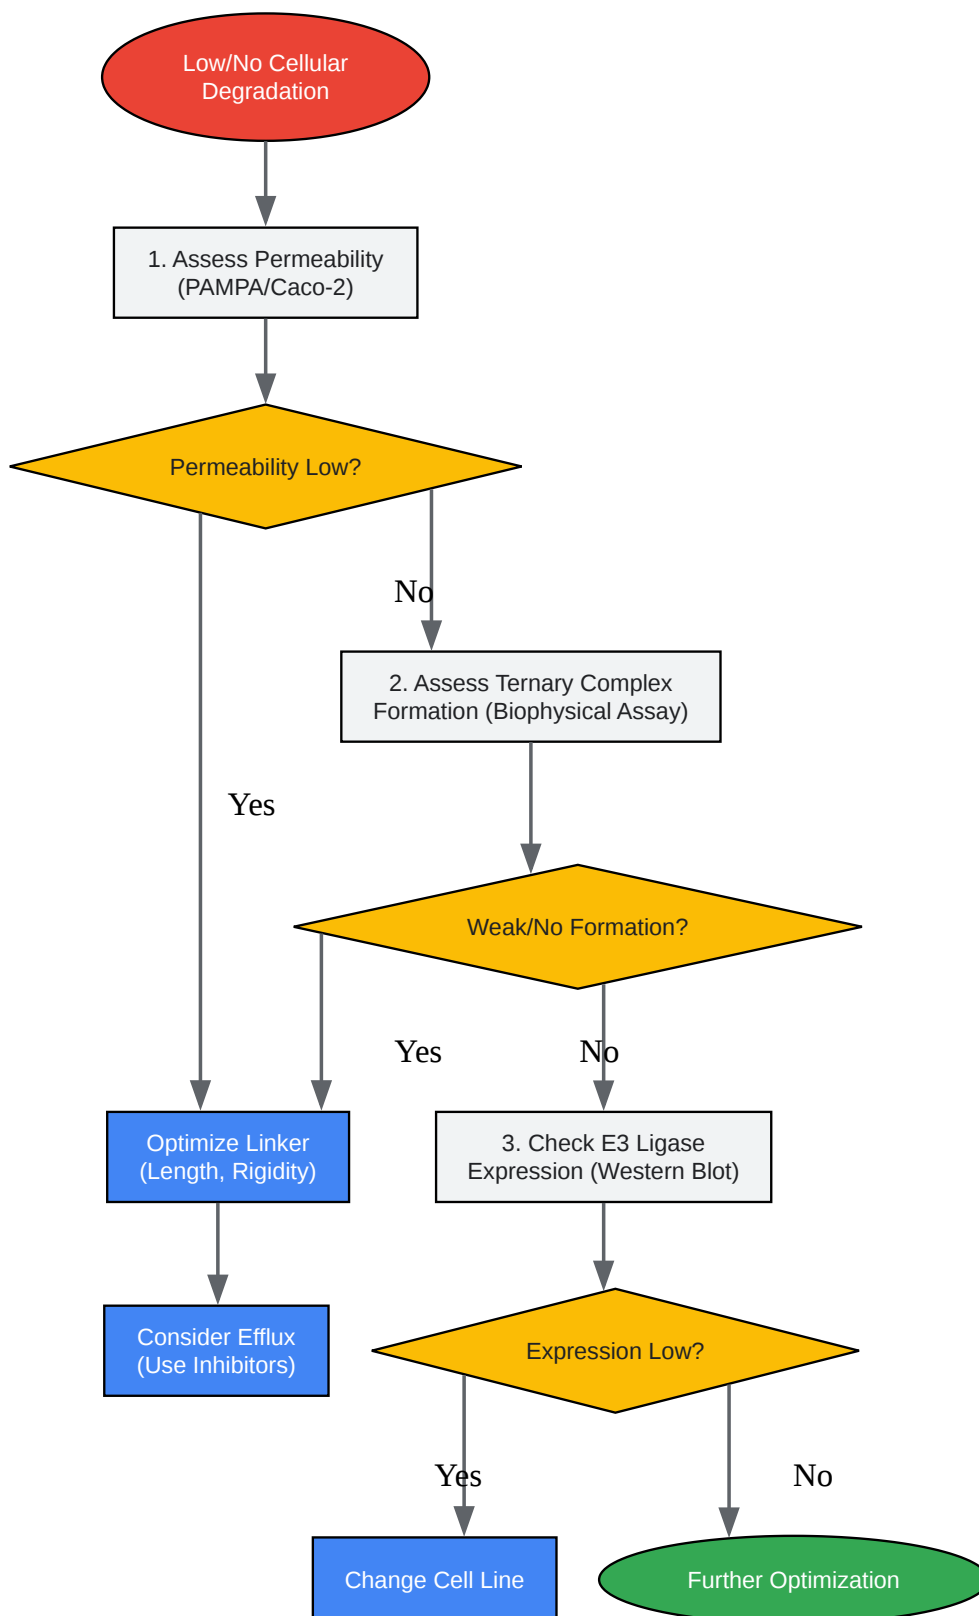 Low/No Cellular
Degradation
1. Assess Permeability
(PAMPA/Caco-2)
Permeability Low?
No
2. Assess Ternary Complex
Formation (Biophysical Assay)
Yes
Weak/No Formation?
Yes
No
Optimize Linker
(Length, Rigidity)
3. Check E3 Ligase
Expression (Western Blot)
Consider Efflux
(Use Inhibitors)
Expression Low?
Yes
No
Change Cell Line
Further Optimization